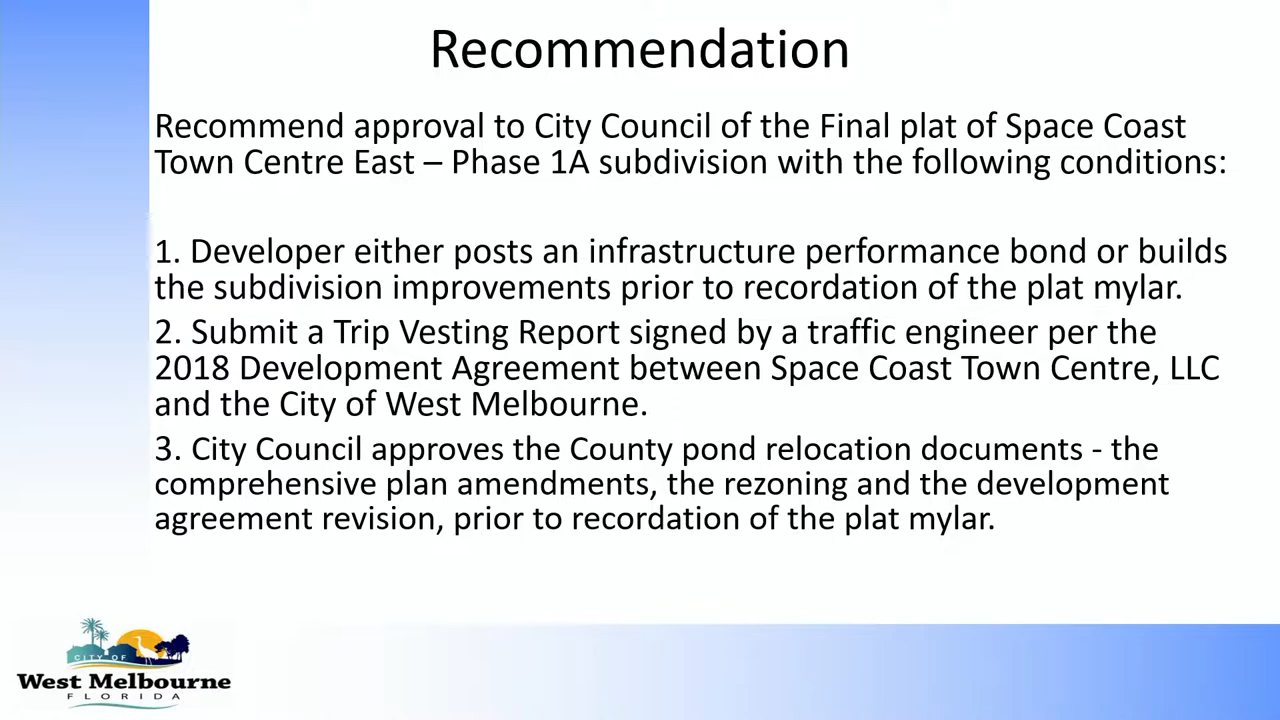 Recommendation
Recommend approval to City Council of the Final plat of Space Coast
Town Centre East – Phase 1A subdivision with the following conditions:
1. Developer either posts an infrastructure performance bond or builds
the subdivision improvements prior to recordation of the plat mylar.
2. Submit a Trip Vesting Report signed by a traffic engineer per the
2018 Development Agreement between Space Coast Town Centre, LLC
and the City of West Melbourne.
3. City Council approves the County pond relocation documents - the
comprehensive plan amendments, the rezoning and the development
agreement revision, prior to recordation of the plat mylar.
CITY OF
West Melbourne
FLORIDA